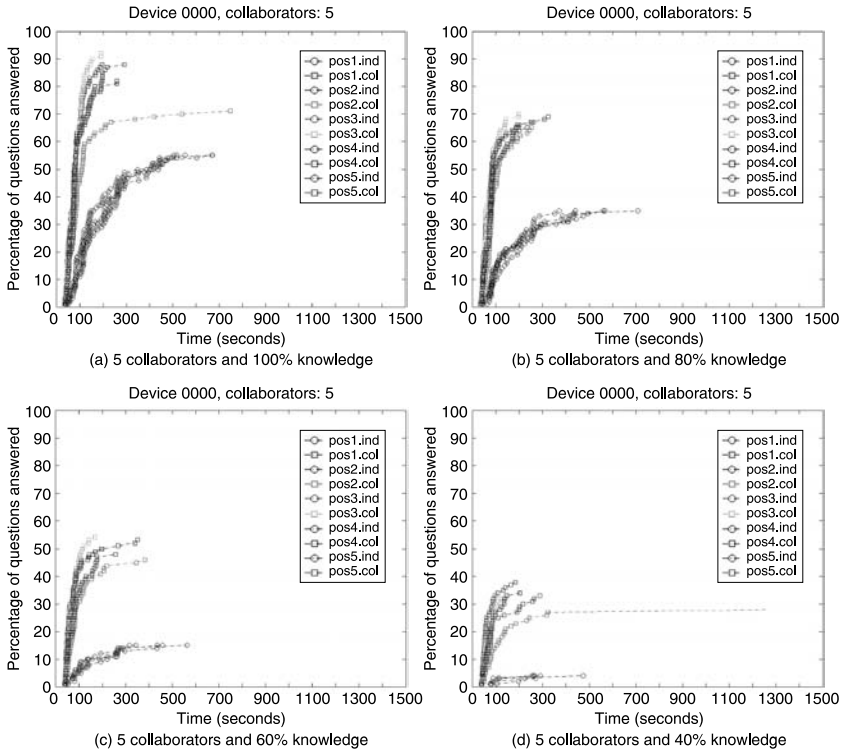 Device 0000, collaborators: 5
Percentage of questions answered
100
90
80
70
60
50
40
30
20
10
0
pos1.ind
pos1.col
pos2.ind
pos2.col
pos3.ind
pos3.col
pos4.ind
pos4.col
pos5.ind
pos5.col
0 100 300 500 700 900 1100 1300 1500
Time (seconds)
(a) 5 collaborators and 100% knowledge
Device 0000, collaborators: 5
Percentage of questions answered
100
90
80
70
60
50
40
30
20
10
0
pos1.ind
pos1.col
pos2.ind
pos2.col
pos3.ind
pos3.col
pos4.ind
pos4.col
pos5.ind
pos5.col
0 100 300 500 700 900 1100 1300 1500
Time (seconds)
(b) 5 collaborators and 80% knowledge
Device 0000, collaborators: 5
Percentage of questions answered
100
90
80
70
60
50
40
30
20
10
0
pos1.ind
pos1.col
pos2.ind
pos2.col
pos3.ind
pos3.col
pos4.ind
pos4.col
pos5.ind
pos5.col
0 100 300 500 700 900 1100 1300 1500
Time (seconds)
(c) 5 collaborators and 60% knowledge
Device 0000, collaborators: 5
Percentage of questions answered
100
90
80
70
60
50
40
30
20
10
0
pos1.ind
pos1.col
pos2.ind
pos2.col
pos3.ind
pos3.col
pos4.ind
pos4.col
pos5.ind
pos5.col
0 100 300 500 700 900 1100 1300 1500
Time (seconds)
(d) 5 collaborators and 40% knowledge